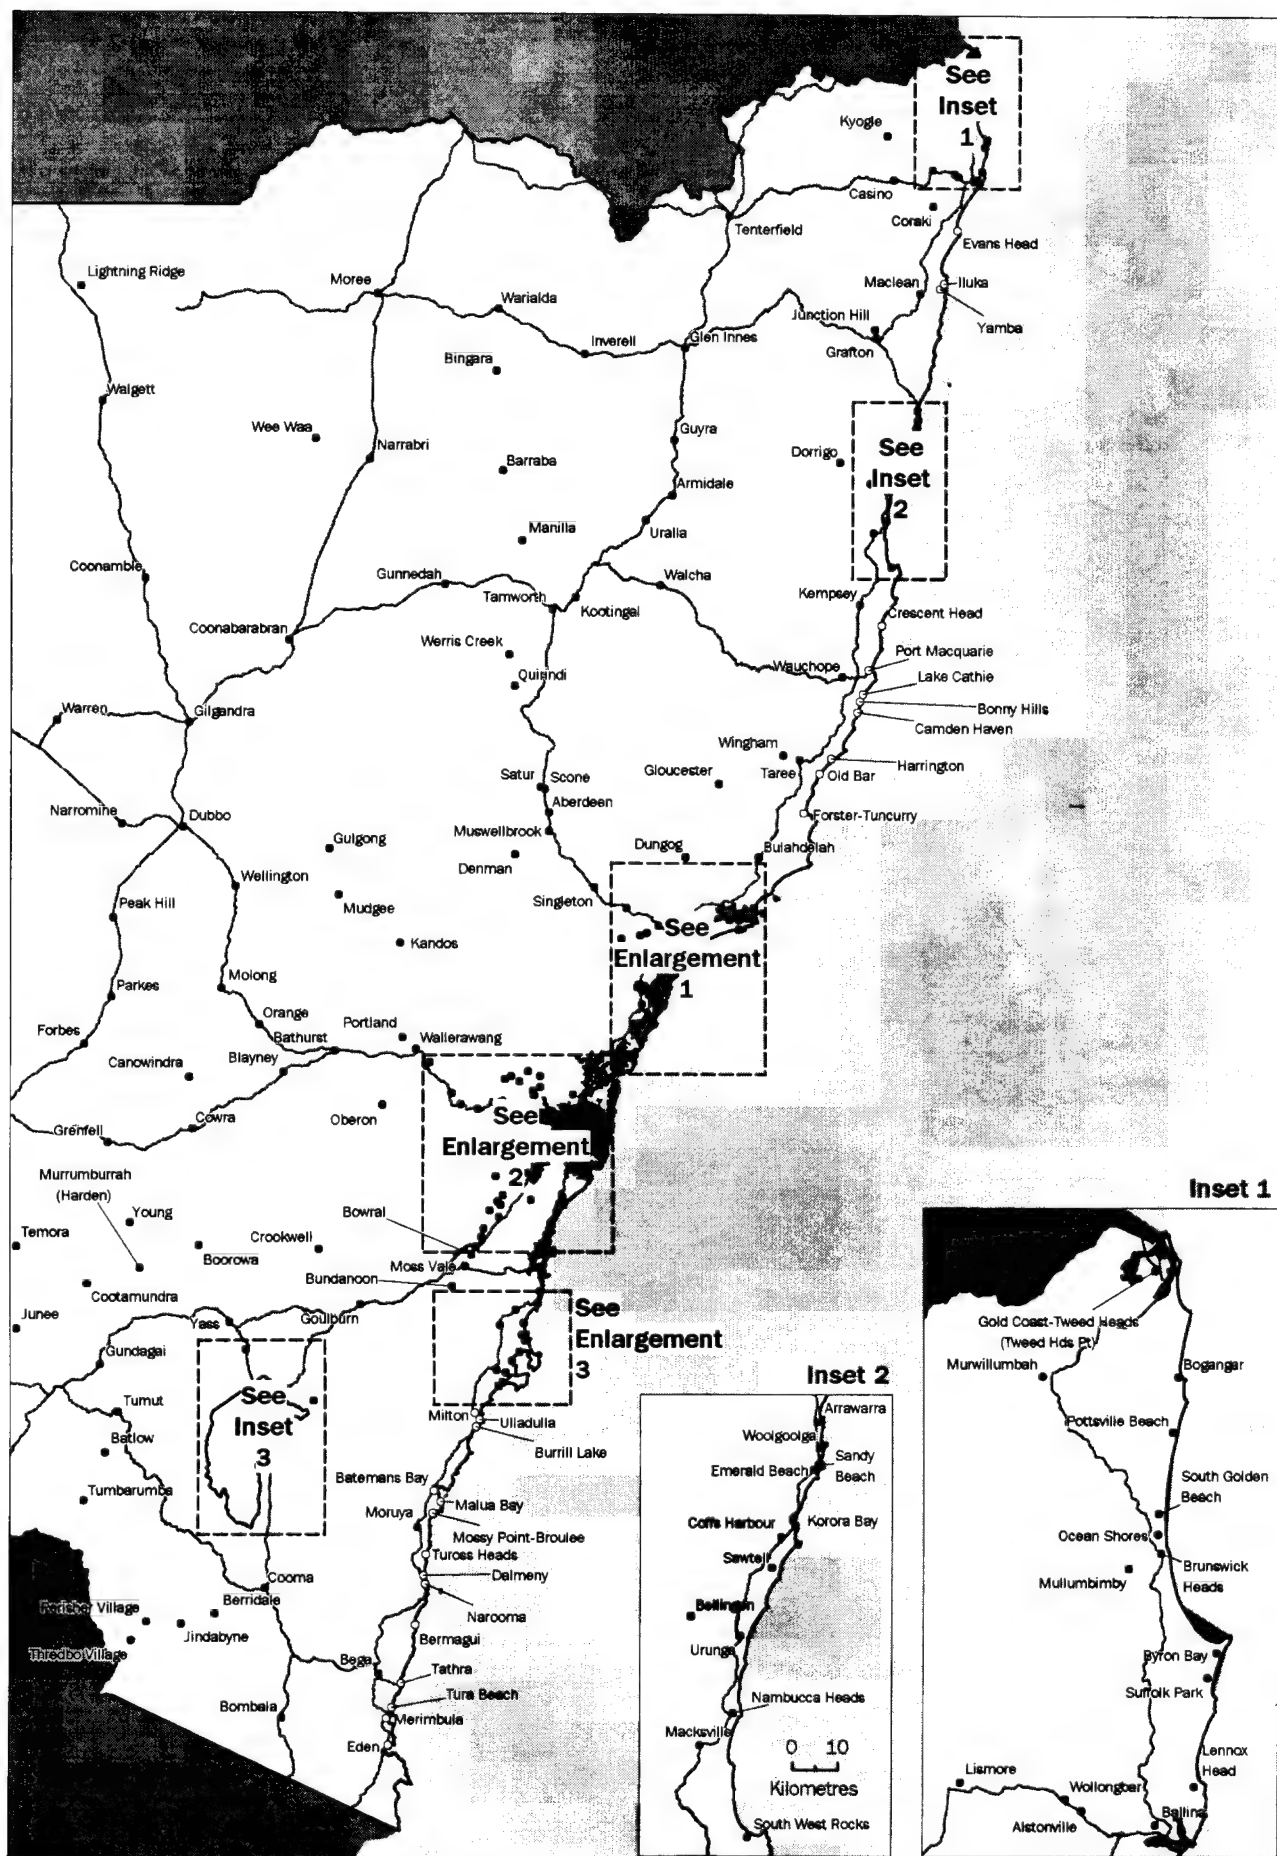 See
Inset
1
Kyogle
Casino
Coraki
Tenterfield
Evans Head
Lightning Ridge
Moree
Warialda
Maclean
Iluka
Junction Hill
Yamba
Inverell
Glen Innes
Grafton
Bingara
Walgett
Wee Waa
Narrabri
Guyra
Dorrigo
See
Inset
2
Barraba
Armidale
Manilla
Uralla
Coonamble
Gunnedah
Walcha
Tamworth
Kootingal
Kempsey
Crescent Head
Coonabarabran
Werris Creek
Port Macquarie
Wauchope
Quirindi
Lake Cathie
Warren
Gilgandra
Bonny Hills
Camden Haven
Wingham
Satur
Scone
Gloucester
Taree
Harrington
Old Bar
Aberdeen
Narromine
Dubbo
Forster-Tuncurry
Gulgong
Muswellbrook
Dungog
Bulahdelah
Denman
Wellington
Peak Hill
Mudgee
Singleton
See
Enlargement
1
Kandos
Molong
Parkes
Orange
Portland
Forbes
Bathurst
Wallerawang
Canowindra
Blayney
Cowra
Oberon
See
Enlargement
2
Grenfell
Murrumburrah
(Harden)
Inset 1
Young
Bowral
Temora
Crookwell
Boorowa
Moss Vale
Bundanoon
Cootamundra
Junee
Yass
Goulburn
See
Enlargement
3
Gundagai
See
Inset
3
Tumut
Milton
Ulladulla
Batlow
Burrill Lake
Tumbarumba
Batemans Bay
Malua Bay
Moruya
Mossy Point-Broulee
Tuross Heads
Dalmeny
Cooma
Berridale
Narooma
Perisher Village
Jindabyne
Bermagui
Thredbo Village
Bega
Tathra
Tura Beach
Bombala
Merimbula
Eden
Inset 2
Arrawarra
Woolgoolga
Sandy
Beach
Emerald Beach
Coffs Harbour
Korora Bay
Sawtell
Bellingen
Urunga
Nambucca Heads
Macksville
0 10
Kilometres
South West Rocks
Gold Coast-Tweed Heads
(Tweed Hds Pt)
Murwillumbah
Bogangar
Pottsville Beach
South Golden
Beach
Ocean Shores
Brunswick
Heads
Mullumbimby
Byron Bay
Suffolk Park
Lennox
Head
Lismore
Wollongbar
Ballina
Alstonville